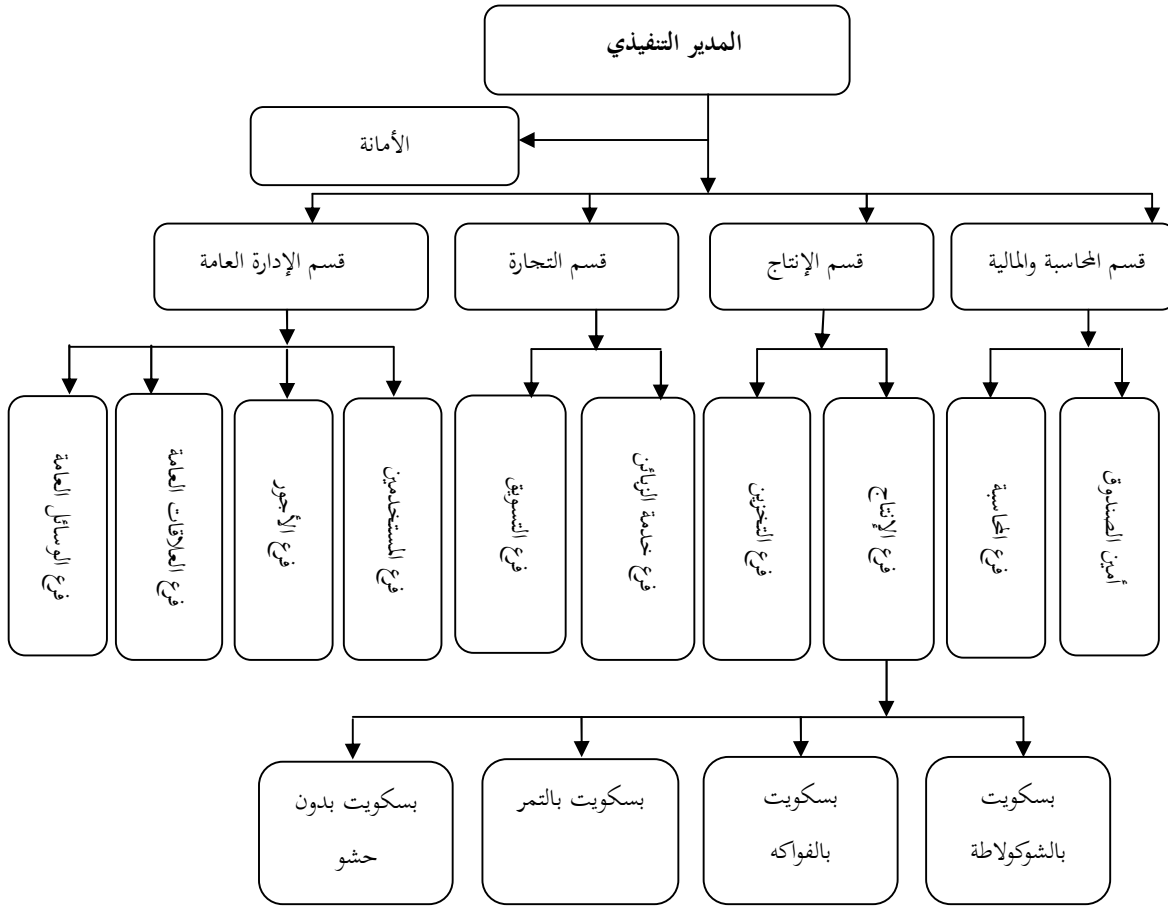 المدير التنفيذي
الأمانة
قسم المحاسبة والمالية
قسم الإنتاج
قسم التجارة
قسم الإدارة العامة
أمين الصندوق
فرع المحاسبة
فرع الإنتاج
فرع التخزين
فرع خدمة الزبائن
فرع التسويق
فرع المستخدمين
فرع الأجور
فرع العلاقات العامة
فرع الوسائل العامة
بسكويت
بالشوكولاطة
بسكويت
بالفواكه
بسكويت بالتمر
بسكويت بدون
حشو